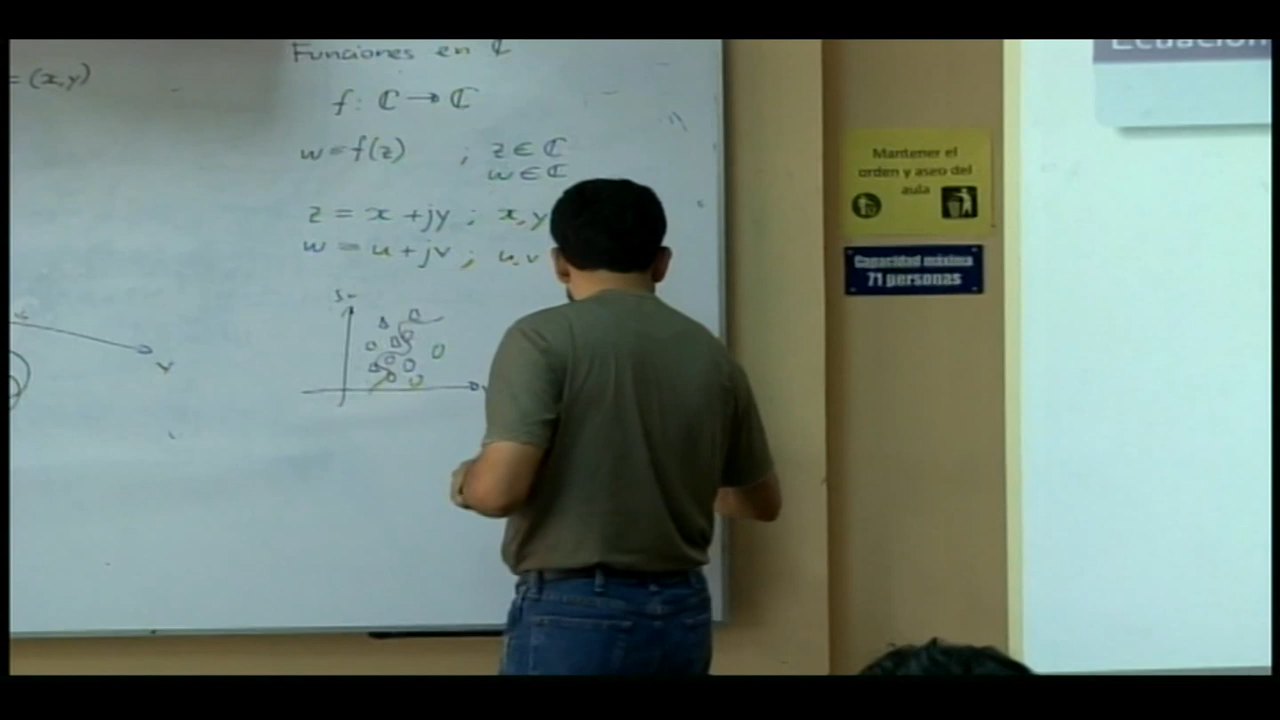 = (x,y)
Funciones en ℂ
f: ℂ → ℂ
w = f(z) ; z ∈ ℂ
w ∈ ℂ
z = x + jy ; x, y
w = u + jv ; u, v
Mantener el
orden y aseo del
aula
Capacidad máxima
71 personas